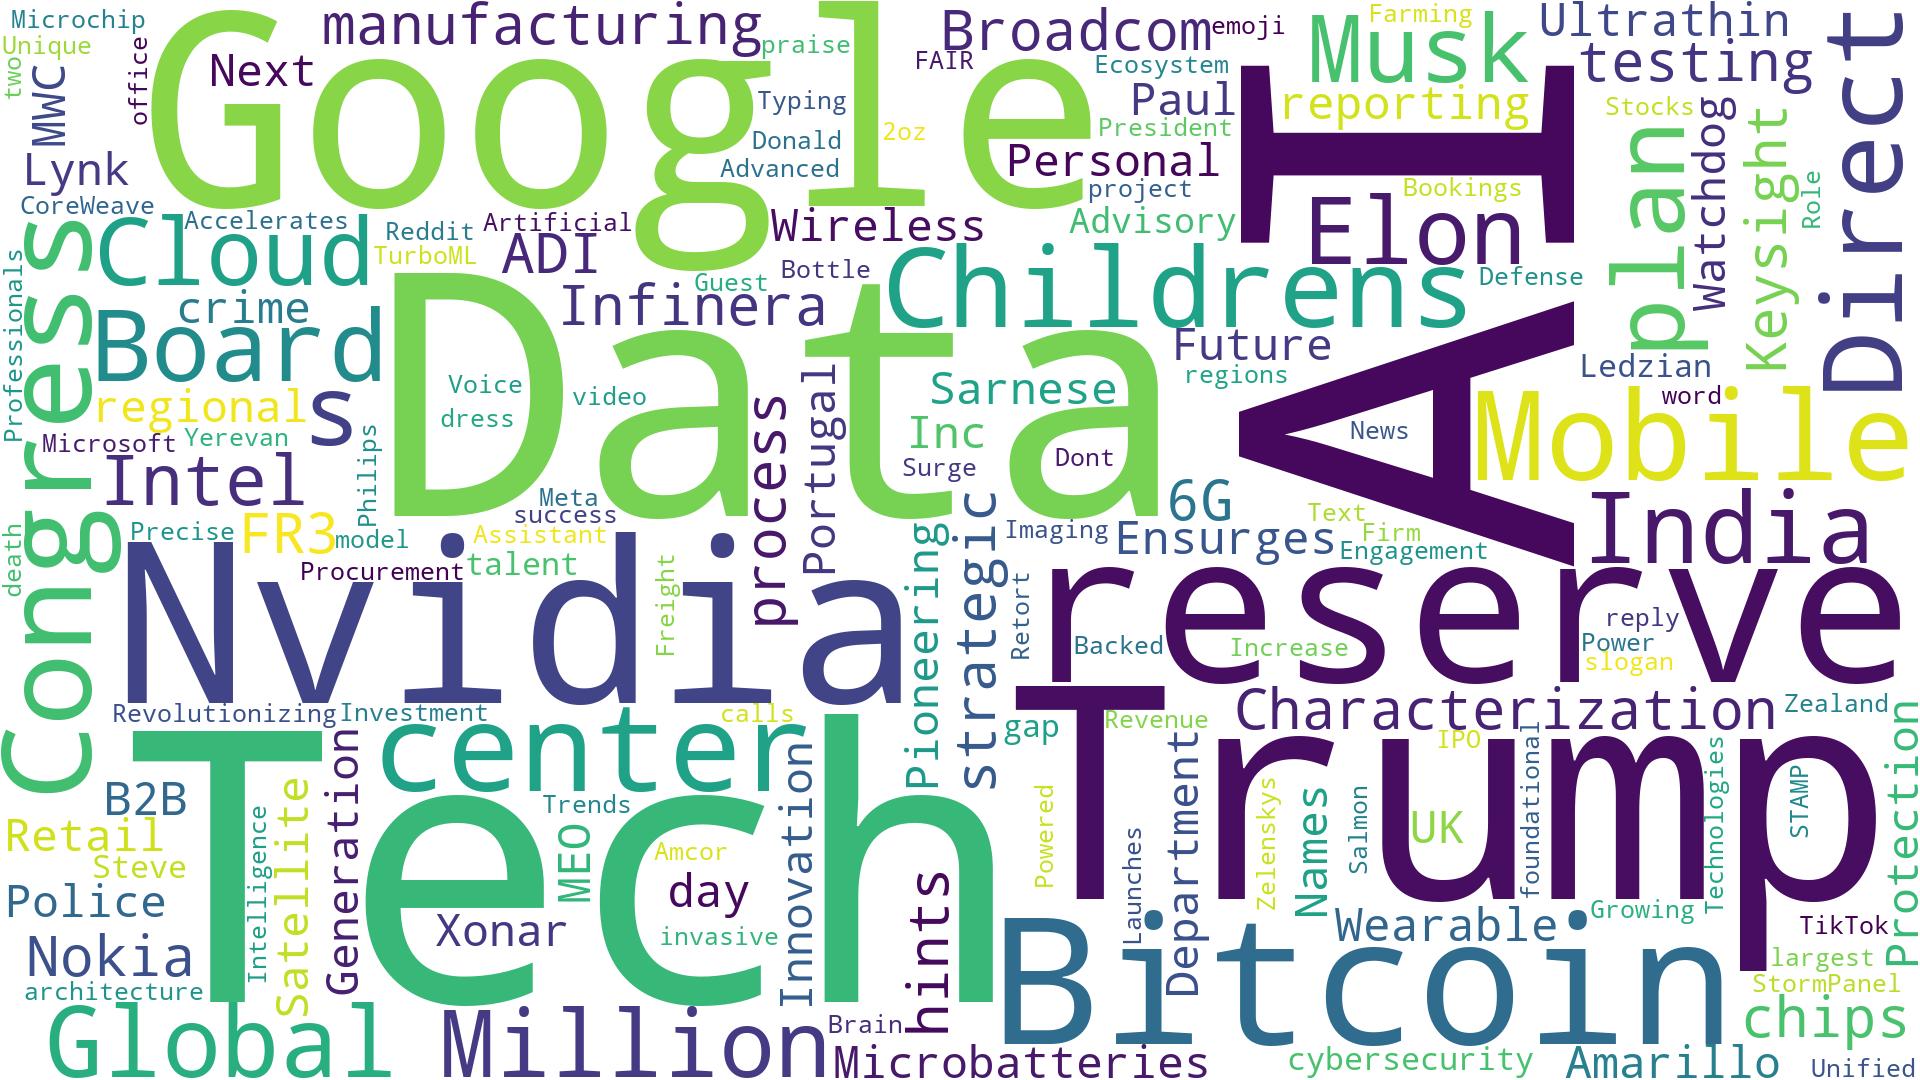 Microchip
Unique
two
MWC
office
Google
manufacturing
Next
praise
Broadcom
emoji
FAIR
Ecosystem
Musk
Farming
Ultrathin
testing
Direct
Typing
Donald
2oz
Advanced
Paul
President
reporting
AI
Stocks
plan
Watchdog
Keysight
Role
Lynk
CoreWeave
Personal
project
Bookings
Advisory
Elon
Accelerates
Cloud
Reddit
TurboML
Artificial
ADI
Wireless
Guest
Bottle
Childrens
Defense
Professionals
Congress
crime
Board
Infinera
Data
Future
regions
Ledzian
word
regional
s
Voice
dress
video
process
Portugal
Sarnese
Inc
Surge
Dont
News
Mobile
Microsoft
Yerevan
Philips
Intel
Meta
success
Assistant
6G
Imaging
Ensurges
Text
Firm
Engagement
India
death
Precise
FR3
model
Procurement
talent
Nvidia
Freight
Pioneering
strategic
Retort
reserve
Backed
Increase
reply
Power
slogan
Revolutionizing
Investment
calls
center
gap
Trump
Revenue
Characterization
Zealand
IPO
B2B
Retail
Steve
Tech
Intelligence
Satellite
Generation
Trends
MEO
Amcor
day
Innovation
hints
Powered
Launches
Department
Zelenskys
Names
Salmon
UK
foundational
Technologies
STAMP
Protection
Police
Nokia
architecture
Xonar
invasive
Bitcoin
Wearable
Growing
TikTok
largest
StormPanel
Global
Million
Brain
Microbatteries
cybersecurity
Amarillo
chips
Unified